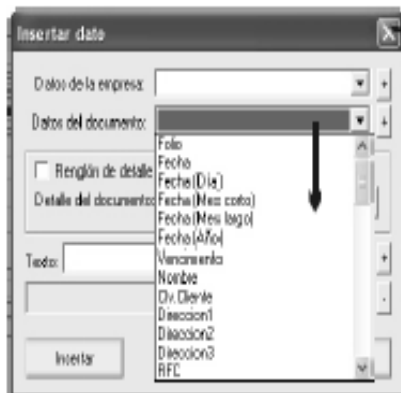 Insertar dato
Datos de la empresa:
Datos del documento:
Folio
Fecha
Fecha(Día)
Fecha(Mes corto)
Fecha(Mes largo)
Fecha(Año)
Vencimiento
Nombre
Clv.Cliente
Direccion1
Direccion2
Direccion3
RFC
Renglón de detalle
Detalle del documento:
Texto:
Insertar